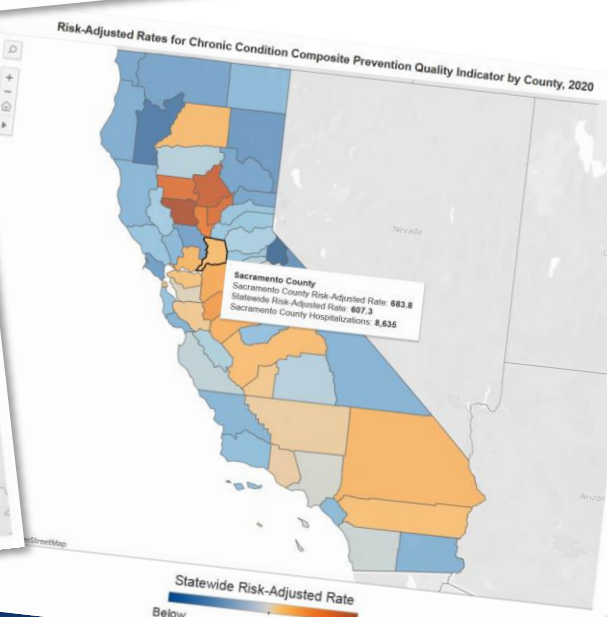 Risk-Adjusted Rates for Chronic Condition Composite Prevention Quality Indicator by County, 2020
Nevada
Sacramento County
Sacramento County Risk-Adjusted Rate: 683.8
Statewide Risk-Adjusted Rate: 607.3
Sacramento County Hospitalizations: 8,635
Arizon
nStreetMap
Statewide Risk-Adjusted Rate
Below